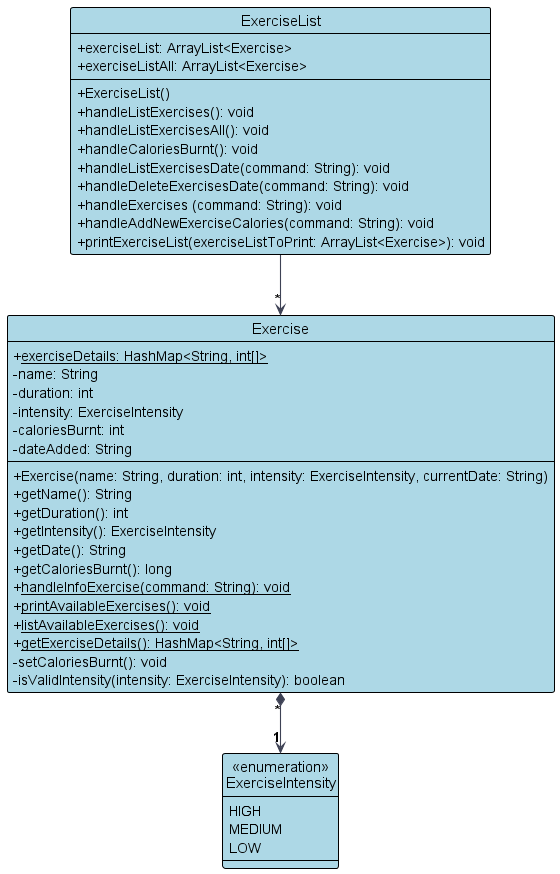 ExerciseList
+exerciseList: ArrayList<Exercise>
+exerciseListAll: ArrayList<Exercise>
+ExerciseList()
+handleListExercises(): void
+handleListExercisesAll(): void
+handleCaloriesBurnt(): void
+handleListExercisesDate(command: String): void
+handleDeleteExercisesDate(command: String): void
+handleExercises (command: String): void
+handleAddNewExerciseCalories(command: String): void
+printExerciseList(exerciseListToPrint: ArrayList<Exercise>): void
*
Exercise
+exerciseDetails: HashMap<String, int[]>
-name: String
-duration: int
-intensity: ExerciseIntensity
-caloriesBurnt: int
-dateAdded: String
+Exercise(name: String, duration: int, intensity: ExerciseIntensity, currentDate: String)
+getName(): String
+getDuration(): int
+getIntensity(): ExerciseIntensity
+getDate(): String
+getCaloriesBurnt(): long
+handleInfoExercise(command: String): void
+printAvailableExercises(): void
+listAvailableExercises(): void
+getExerciseDetails(): HashMap<String, int[]>
-setCaloriesBurnt(): void
-isValidIntensity(intensity: ExerciseIntensity): boolean
*
1
«enumeration»
ExerciseIntensity
HIGH
MEDIUM
LOW